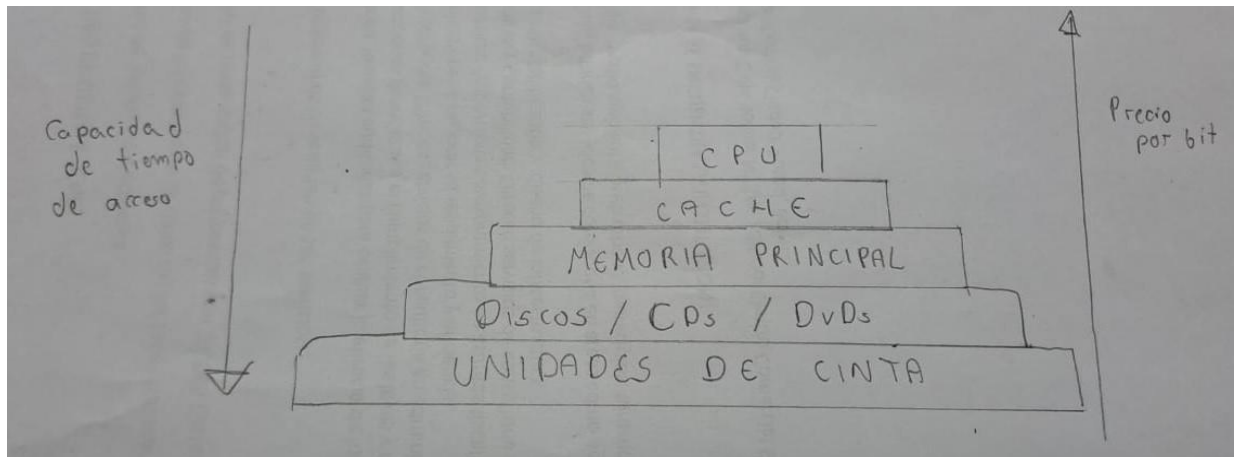 Capacidad
de tiempo
de acceso
Precio
por bit
CPU
CACHE
MEMORIA PRINCIPAL
Discos / CDs / DvDs
UNIDADES DE CINTA